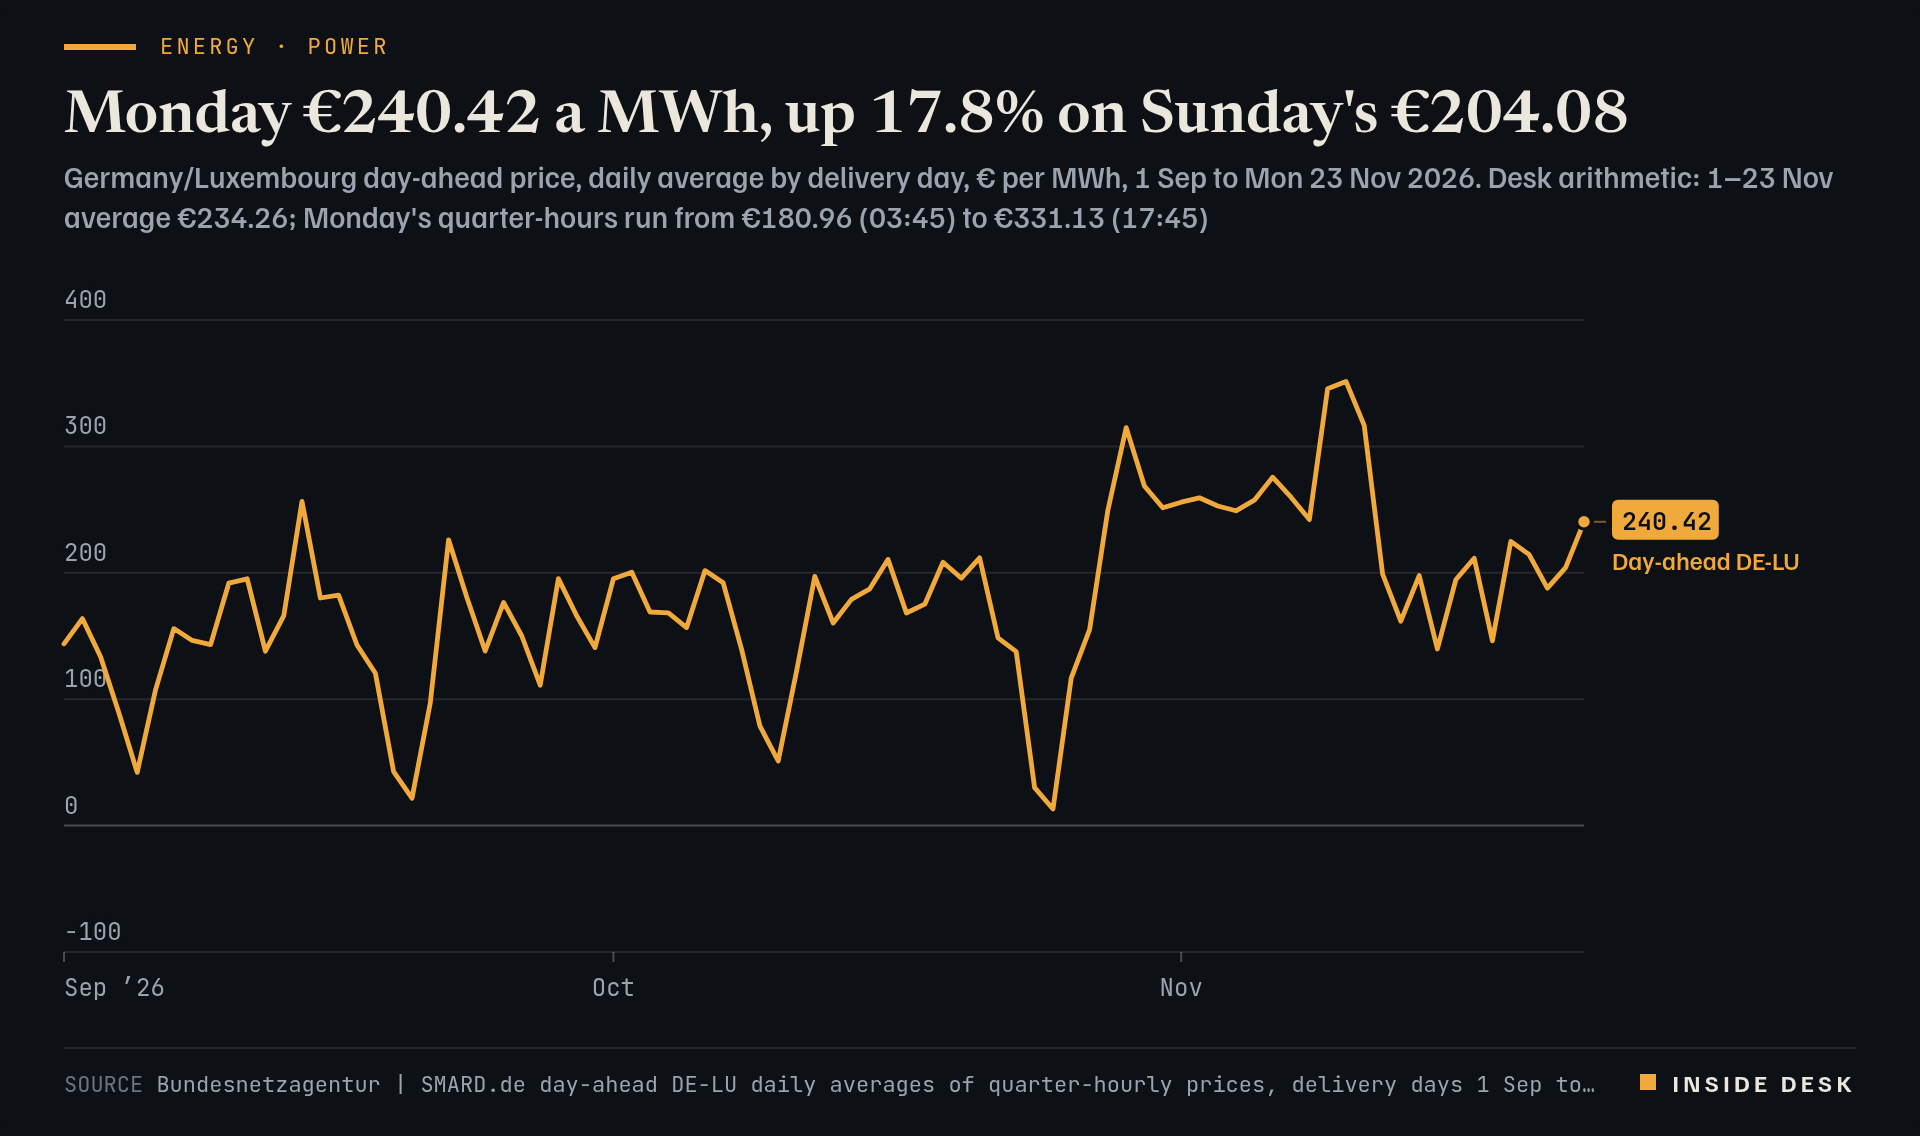 ENERGY · POWER
Monday €240.42 a MWh, up 17.8% on Sunday's €204.08
Germany/Luxembourg day-ahead price, daily average by delivery day, € per MWh, 1 Sep to Mon 23 Nov 2026. Desk arithmetic: 1–23 Nov
average €234.26; Monday's quarter-hours run from €180.96 (03:45) to €331.13 (17:45)
400
300
200
100
0
-100
240.42
Day-ahead DE-LU
Sep ’26
Oct
Nov
SOURCE Bundesnetzagentur | SMARD.de day-ahead DE-LU daily averages of quarter-hourly prices, delivery days 1 Sep to…
INSIDE DESK